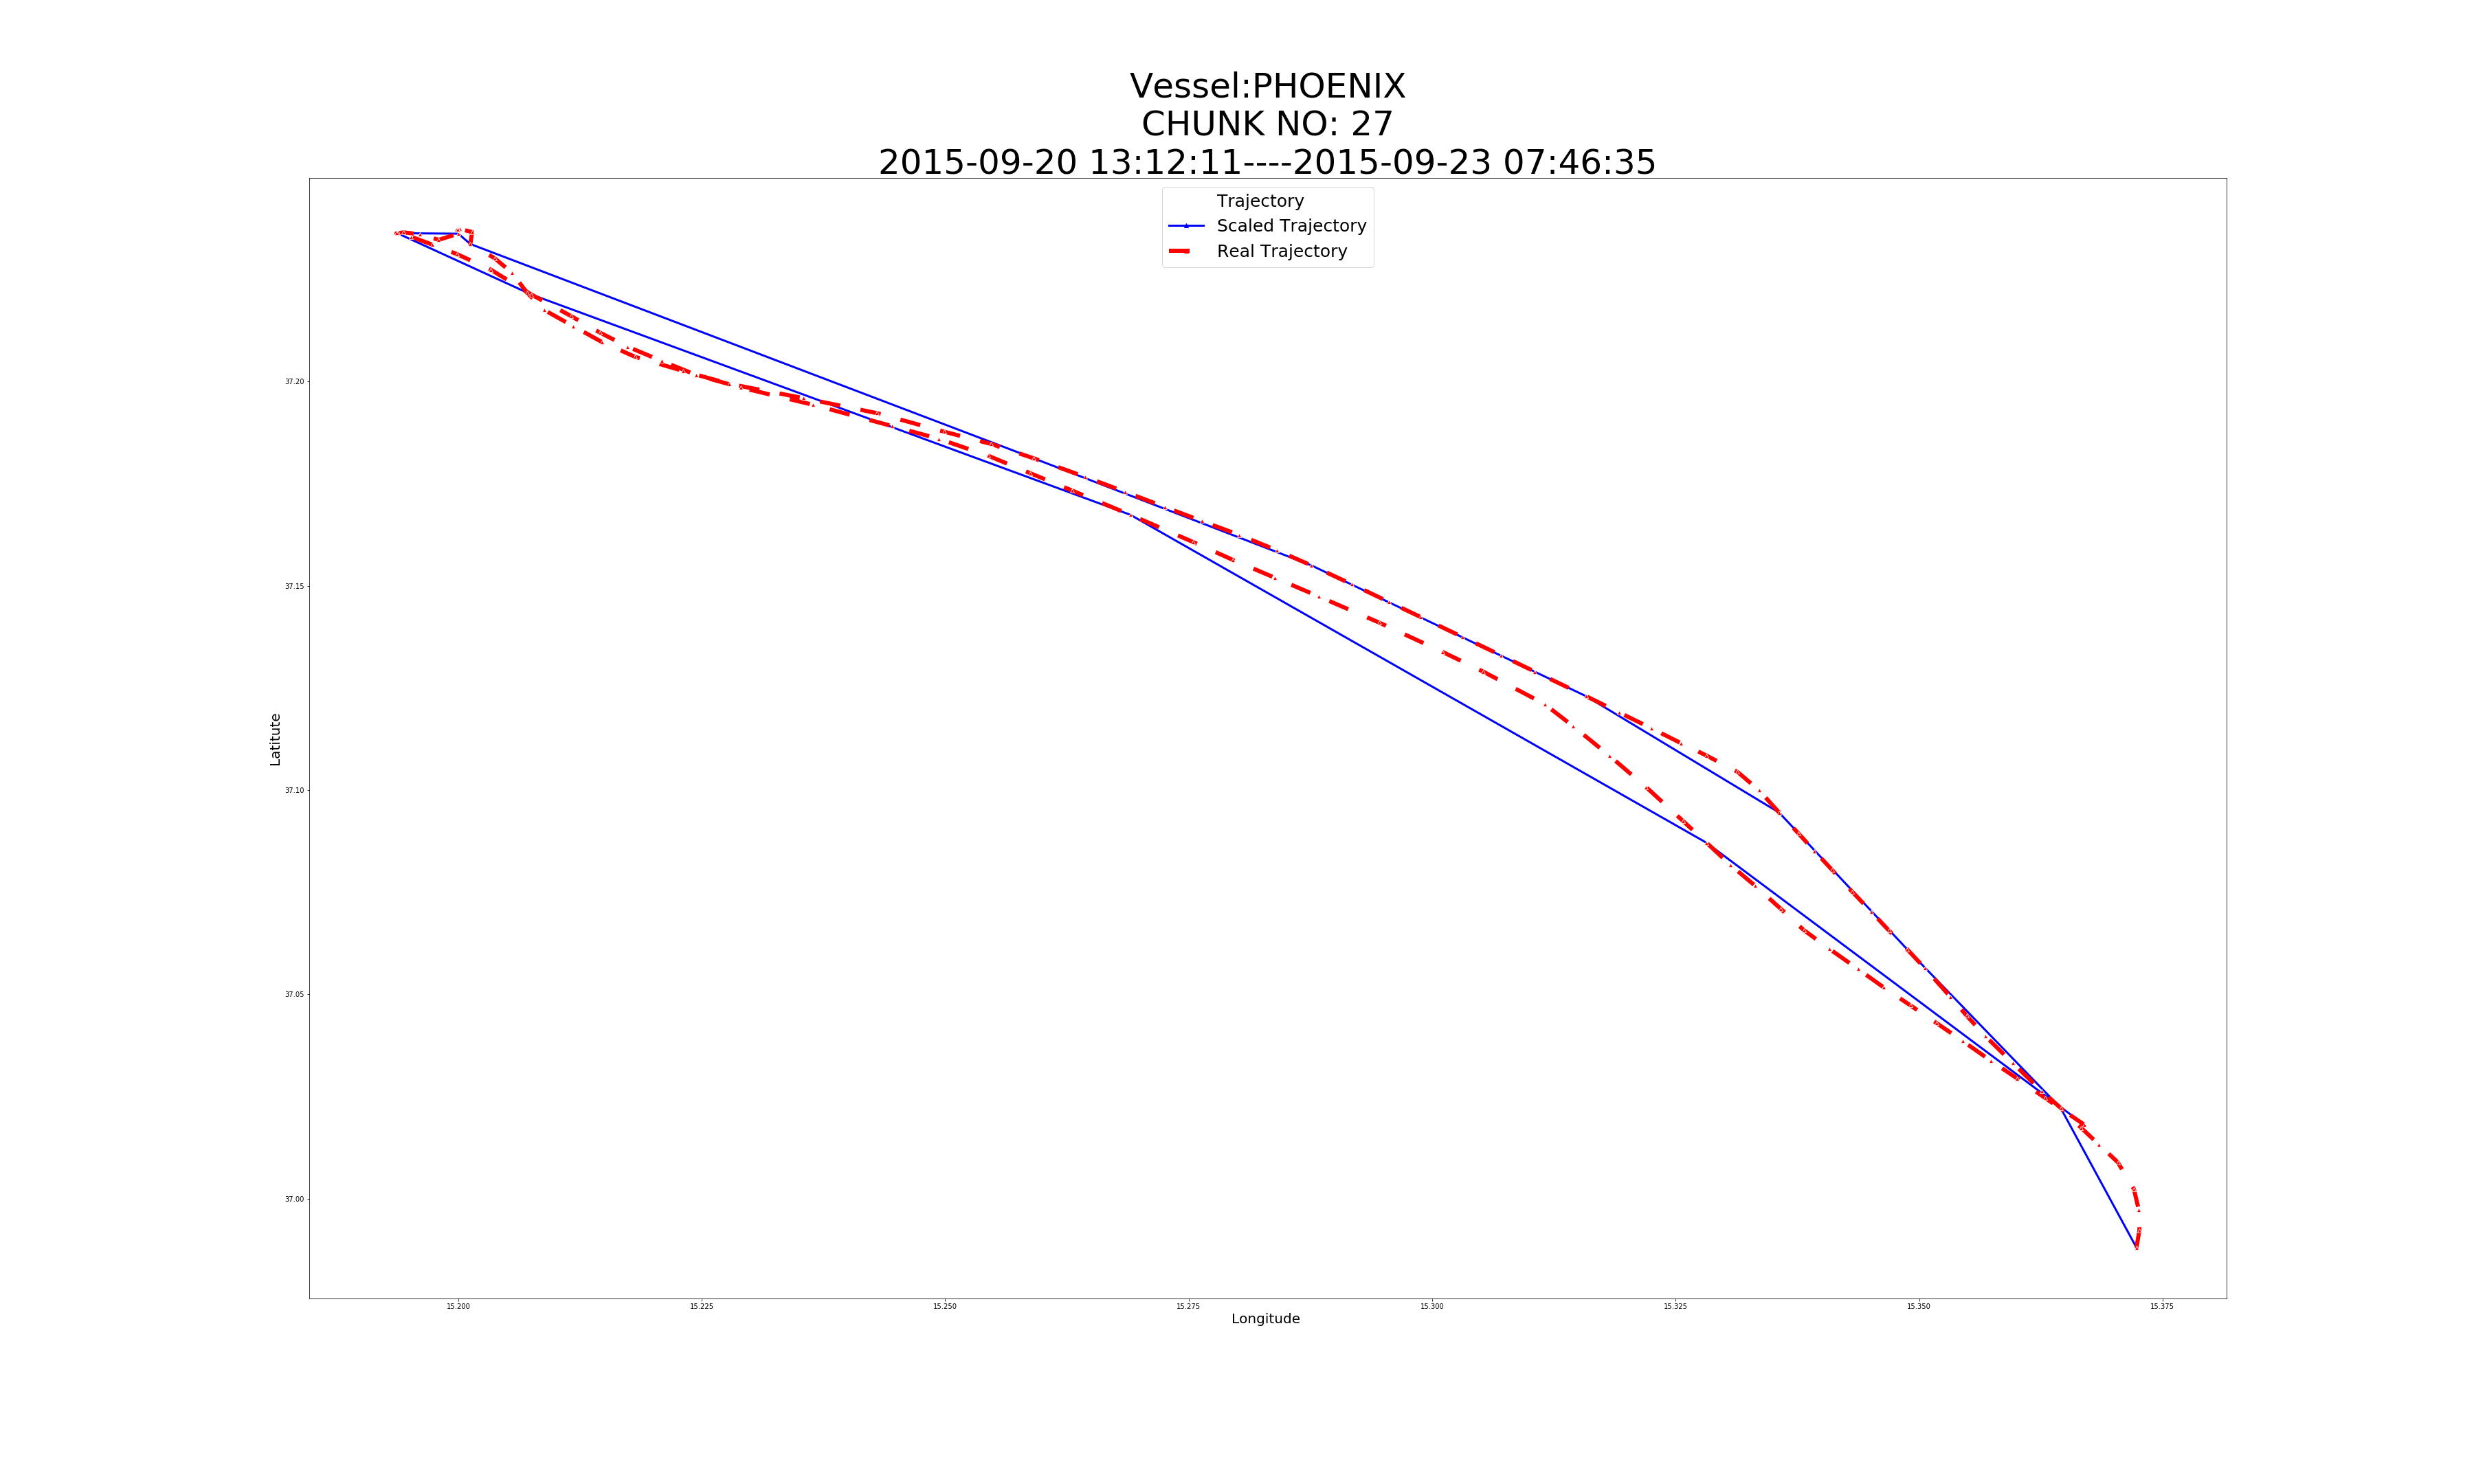 Vessel:PHOENIX
CHUNK NO: 27
2015-09-20 13:12:11----2015-09-23 07:46:35
Trajectory
Scaled Trajectory
Real Trajectory
37.20
37.15
37.10
37.05
37.00
Latitute
15.200 15.225 15.250 15.275 15.300 15.325 15.350 15.375
Longitude